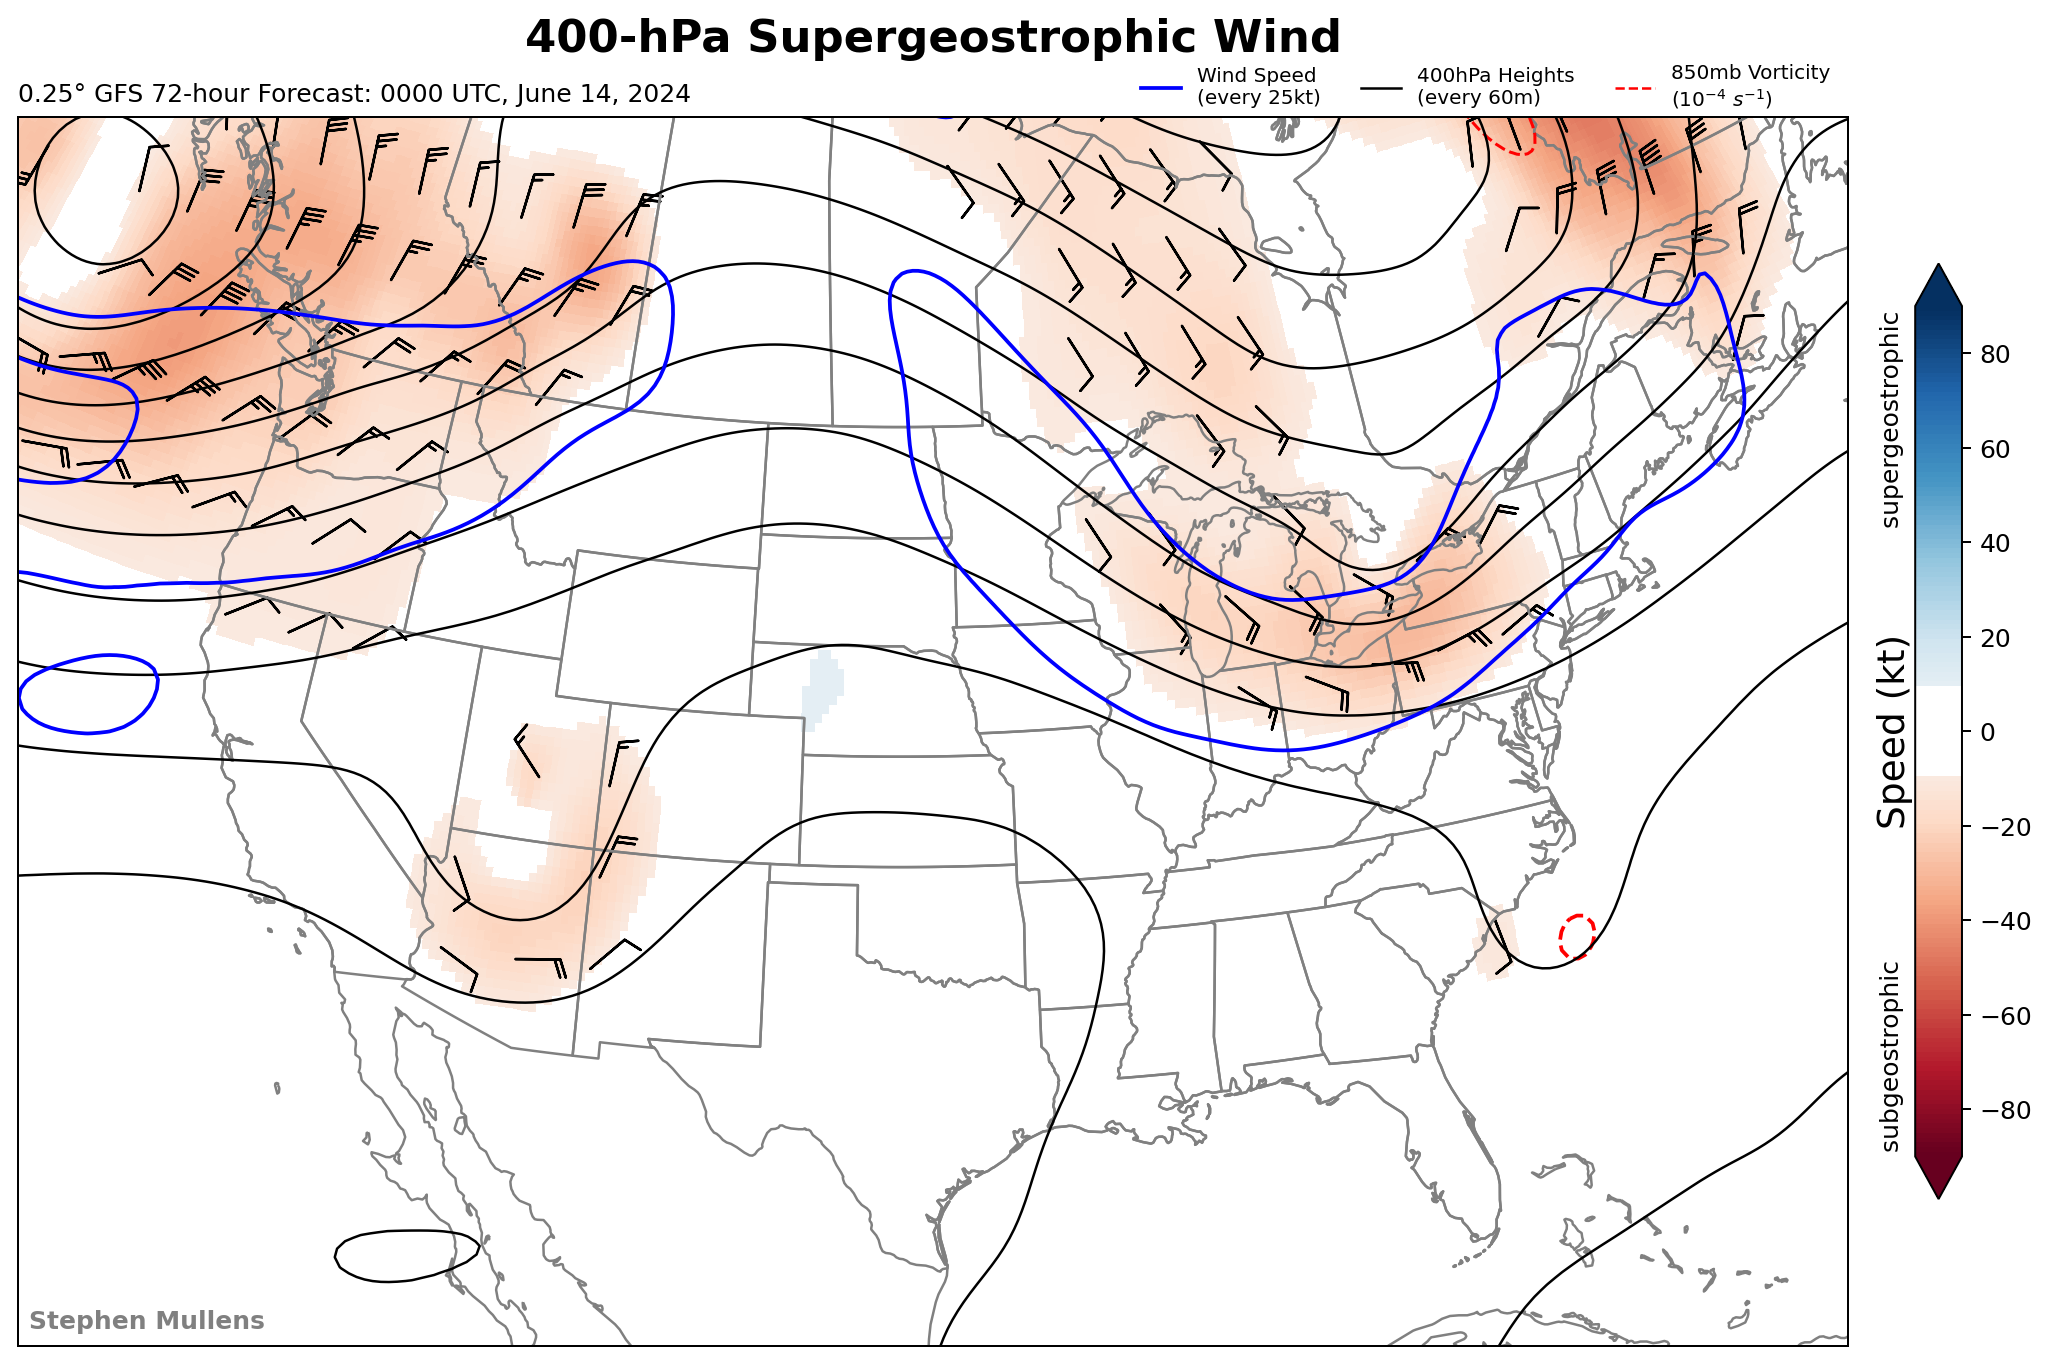 400-hPa Supergeostrophic Wind
0.25° GFS 72-hour Forecast: 0000 UTC, June 14, 2024
Wind Speed
(every 25kt)
400hPa Heights
(every 60m)
850mb Vorticity
(10⁻⁴ s⁻¹)
supergeostrophic
Speed (kt)
subgeostrophic
80
60
40
20
0
−20
−40
−60
−80
Stephen Mullens